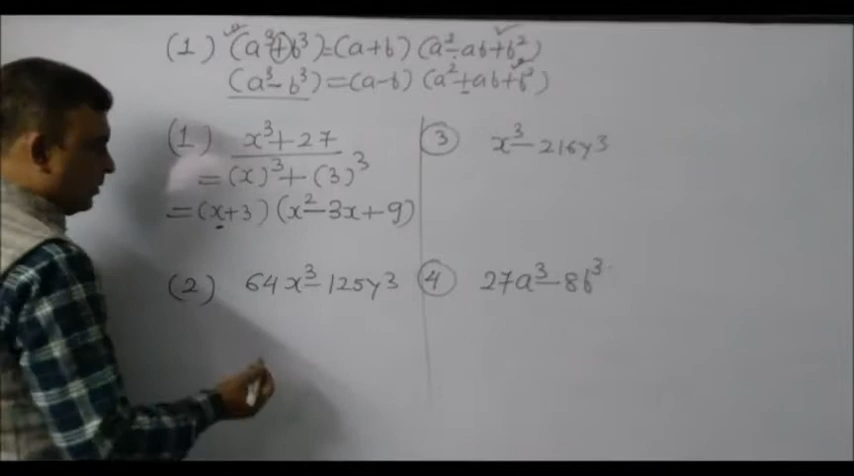 (1) (a³+b³)=(a+b) (a²-ab+b²)
(a³-b³)=(a-b) (a²+ab+b²)
(1) x³+27
=(x)³+(3)³
=(x+3) (x²-3x+9)
(2) 64x³-125y³
③ x³-216y³
④ 27a³-8b³